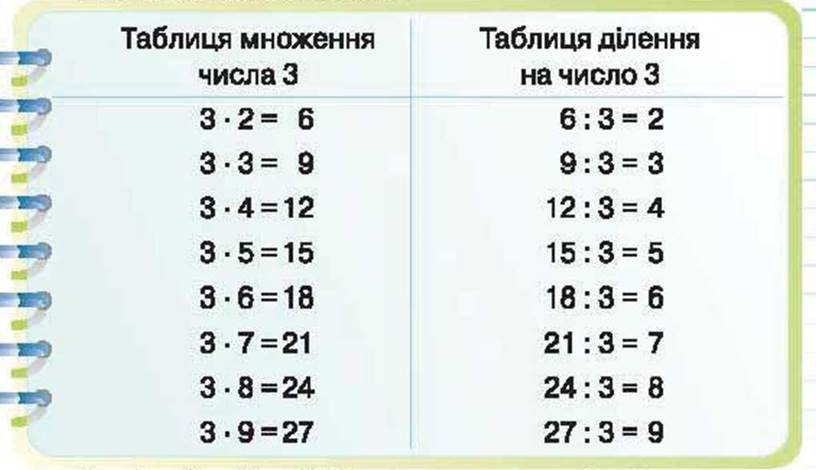 Таблиця множення
числа 3
3 · 2 = 6
3 · 3 = 9
3 · 4 = 12
3 · 5 = 15
3 · 6 = 18
3 · 7 = 21
3 · 8 = 24
3 · 9 = 27
Таблиця ділення
на число 3
6 : 3 = 2
9 : 3 = 3
12 : 3 = 4
15 : 3 = 5
18 : 3 = 6
21 : 3 = 7
24 : 3 = 8
27 : 3 = 9